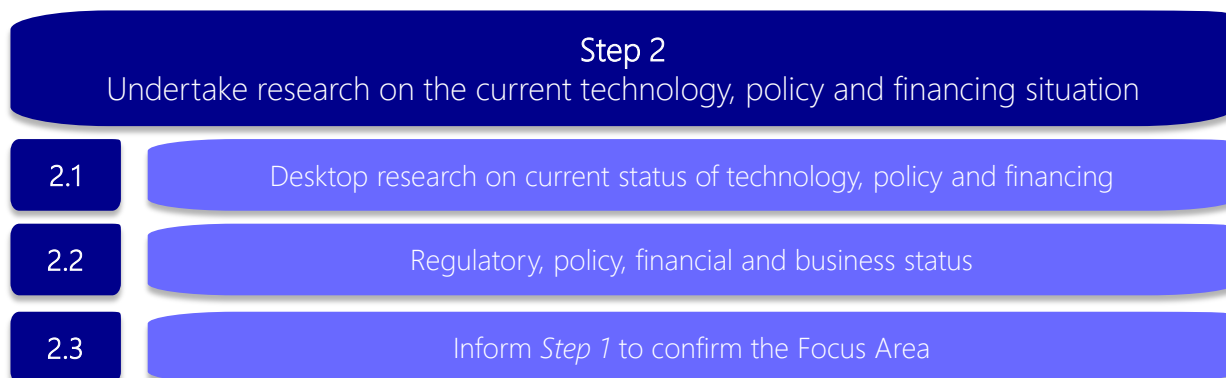 Step 2
Undertake research on the current technology, policy and financing situation
2.1
Desktop research on current status of technology, policy and financing
2.2
Regulatory, policy, financial and business status
2.3
Inform Step 1 to confirm the Focus Area